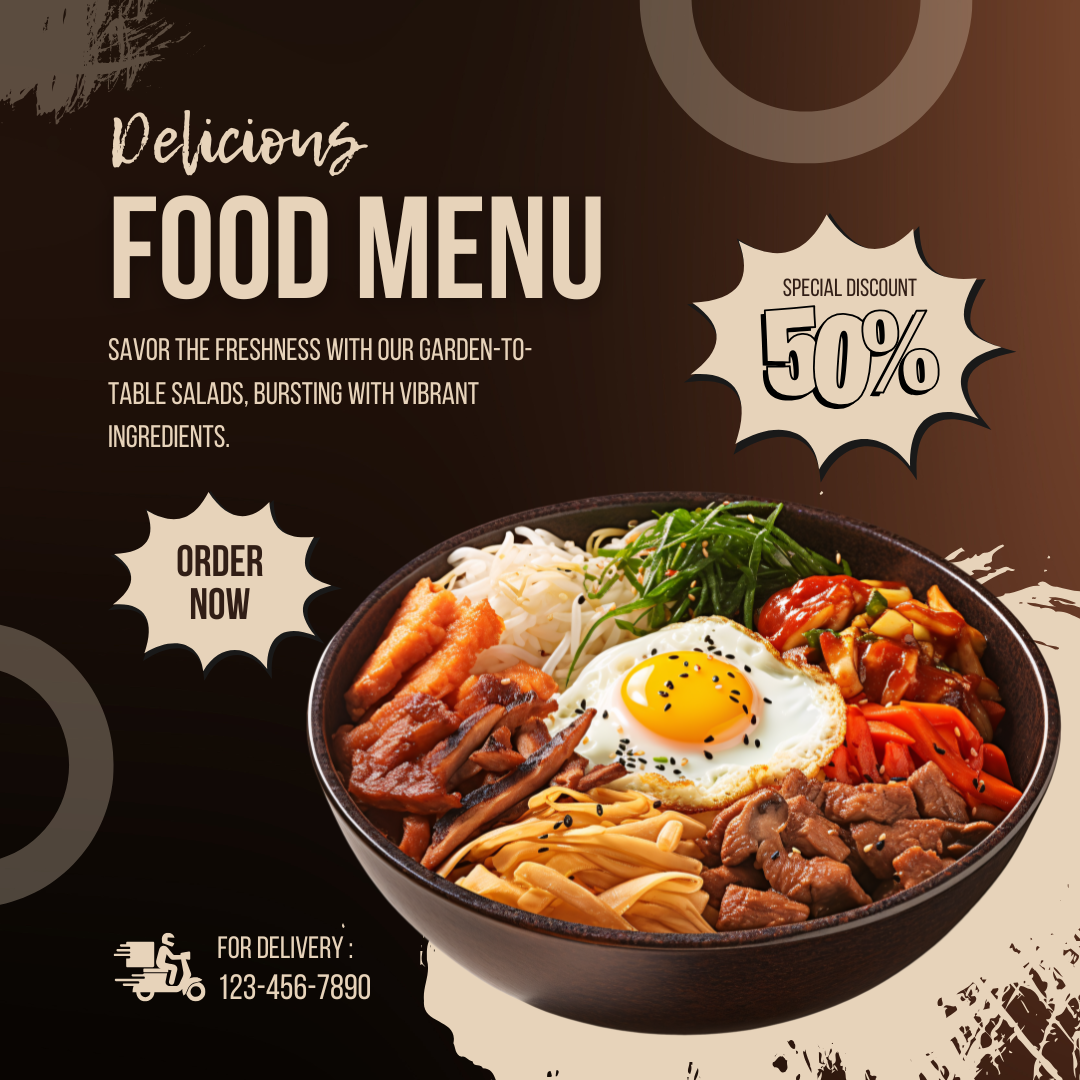 Delicious
FOOD MENU
SAVOR THE FRESHNESS WITH OUR GARDEN-TO-
TABLE SALADS, BURSTING WITH VIBRANT
INGREDIENTS.
SPECIAL DISCOUNT
50%
ORDER
NOW
FOR DELIVERY :
123-456-7890